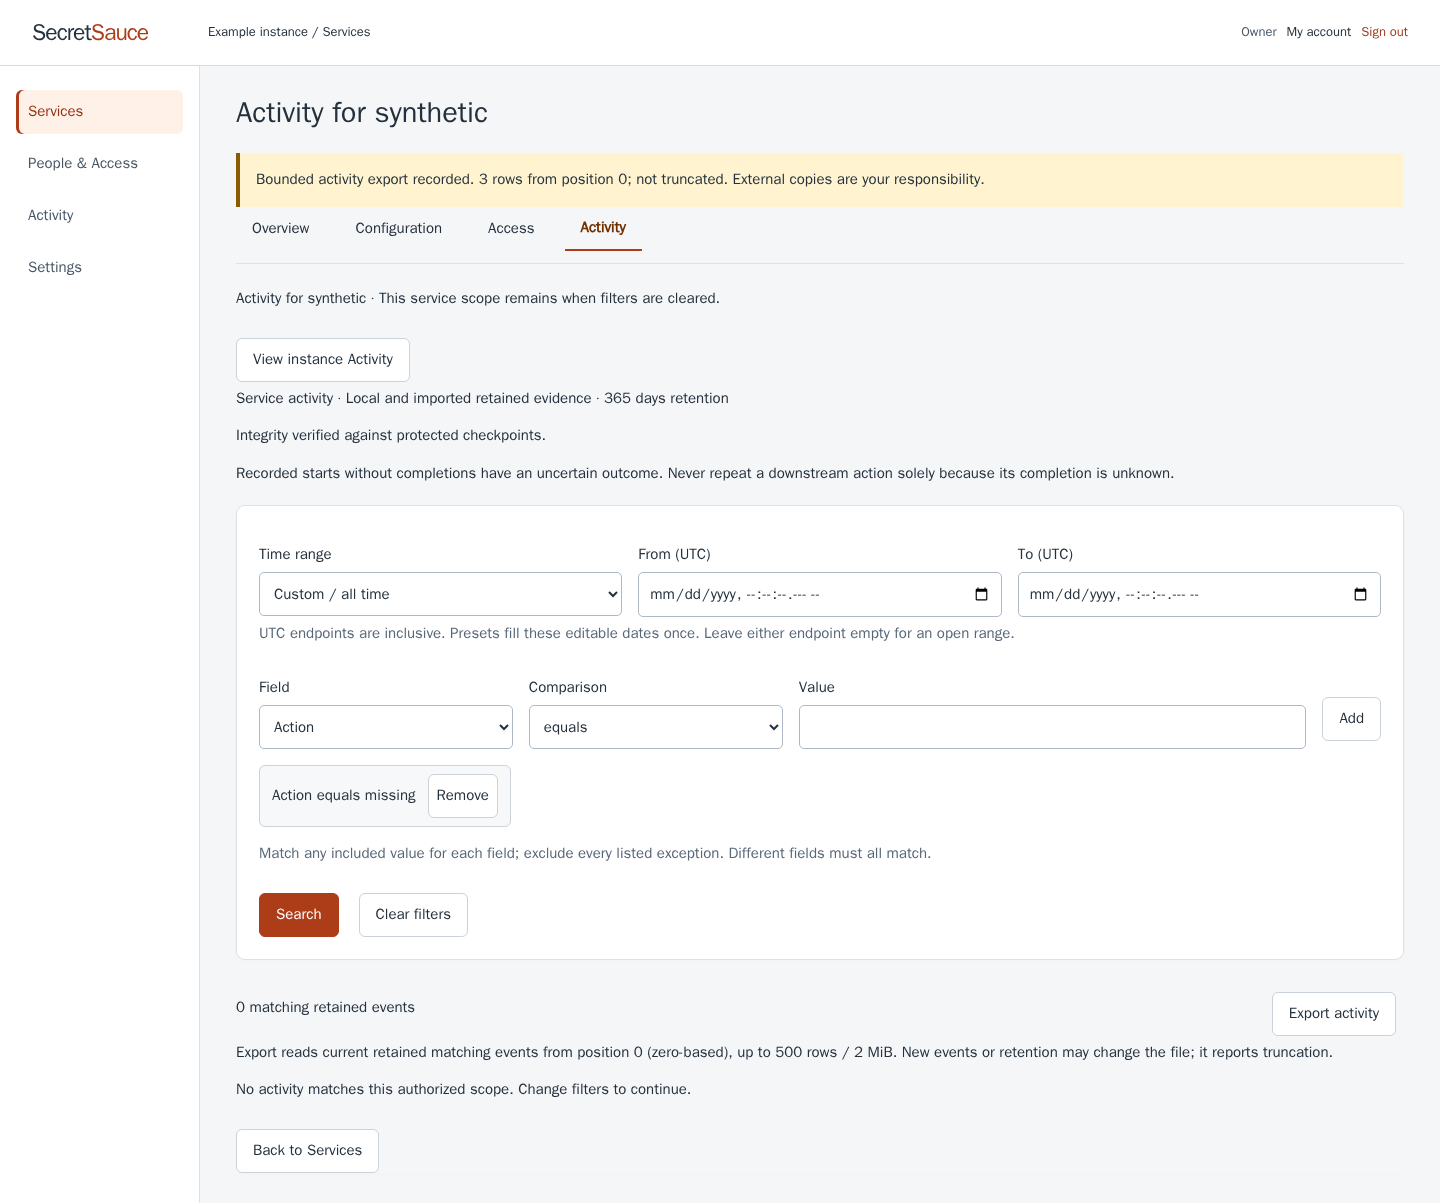 SecretSauce
Example instance / Services
Owner My account Sign out
Services
People & Access
Activity
Settings
Activity for synthetic
Bounded activity export recorded. 3 rows from position 0; not truncated. External copies are your responsibility.
Overview Configuration Access Activity
Activity for synthetic · This service scope remains when filters are cleared.
View instance Activity
Service activity · Local and imported retained evidence · 365 days retention
Integrity verified against protected checkpoints.
Recorded starts without completions have an uncertain outcome. Never repeat a downstream action solely because its completion is unknown.
Time range From (UTC) To (UTC)
Custom / all time mm/dd/yyyy, --:--:--.--- -- mm/dd/yyyy, --:--:--.--- --
UTC endpoints are inclusive. Presets fill these editable dates once. Leave either endpoint empty for an open range.
Field Comparison Value
Action equals Add
Action equals missing Remove
Match any included value for each field; exclude every listed exception. Different fields must all match.
Search Clear filters
0 matching retained events
Export activity
Export reads current retained matching events from position 0 (zero-based), up to 500 rows / 2 MiB. New events or retention may change the file; it reports truncation.
No activity matches this authorized scope. Change filters to continue.
Back to Services